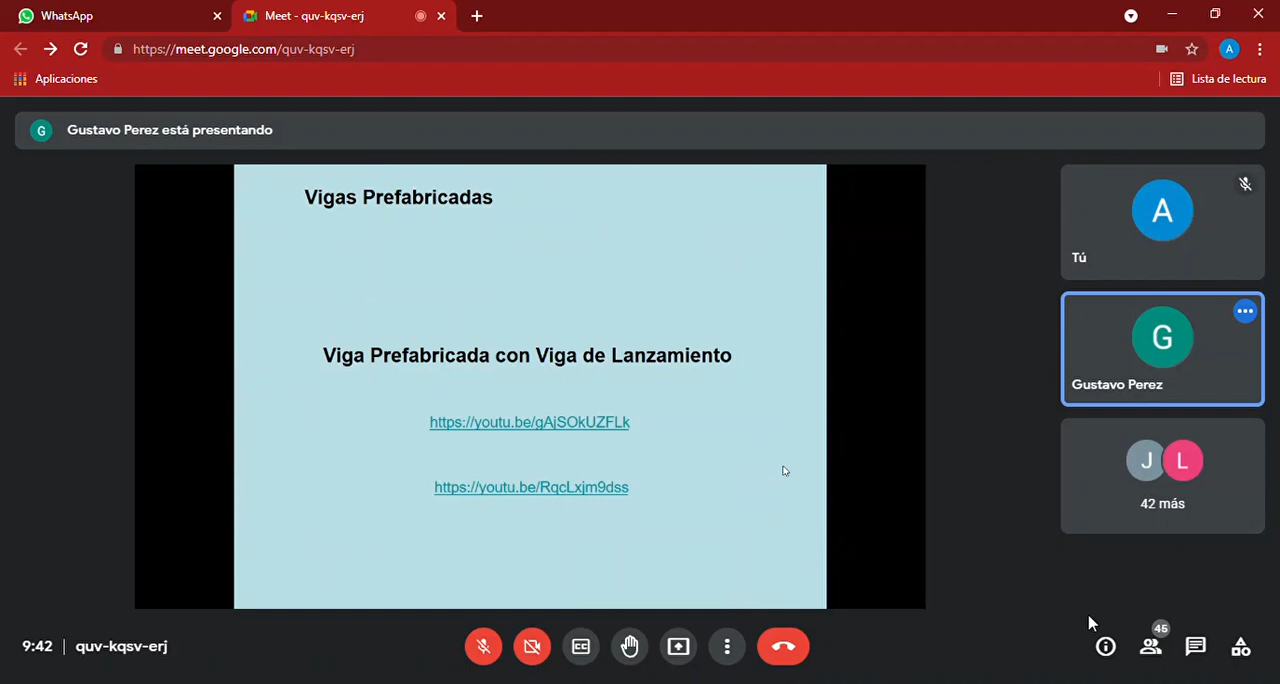 WhatsApp
Meet - quv-kqsv-erj
https://meet.google.com/quv-kqsv-erj
A
Aplicaciones
Lista de lectura
G
Gustavo Perez está presentando
Vigas Prefabricadas
Viga Prefabricada con Viga de Lanzamiento
https://youtu.be/gAjSOkUZFLk
https://youtu.be/RqcLxjm9dss
A
Tú
G
Gustavo Perez
J L
42 más
9:42 | quv-kqsv-erj
CC
45